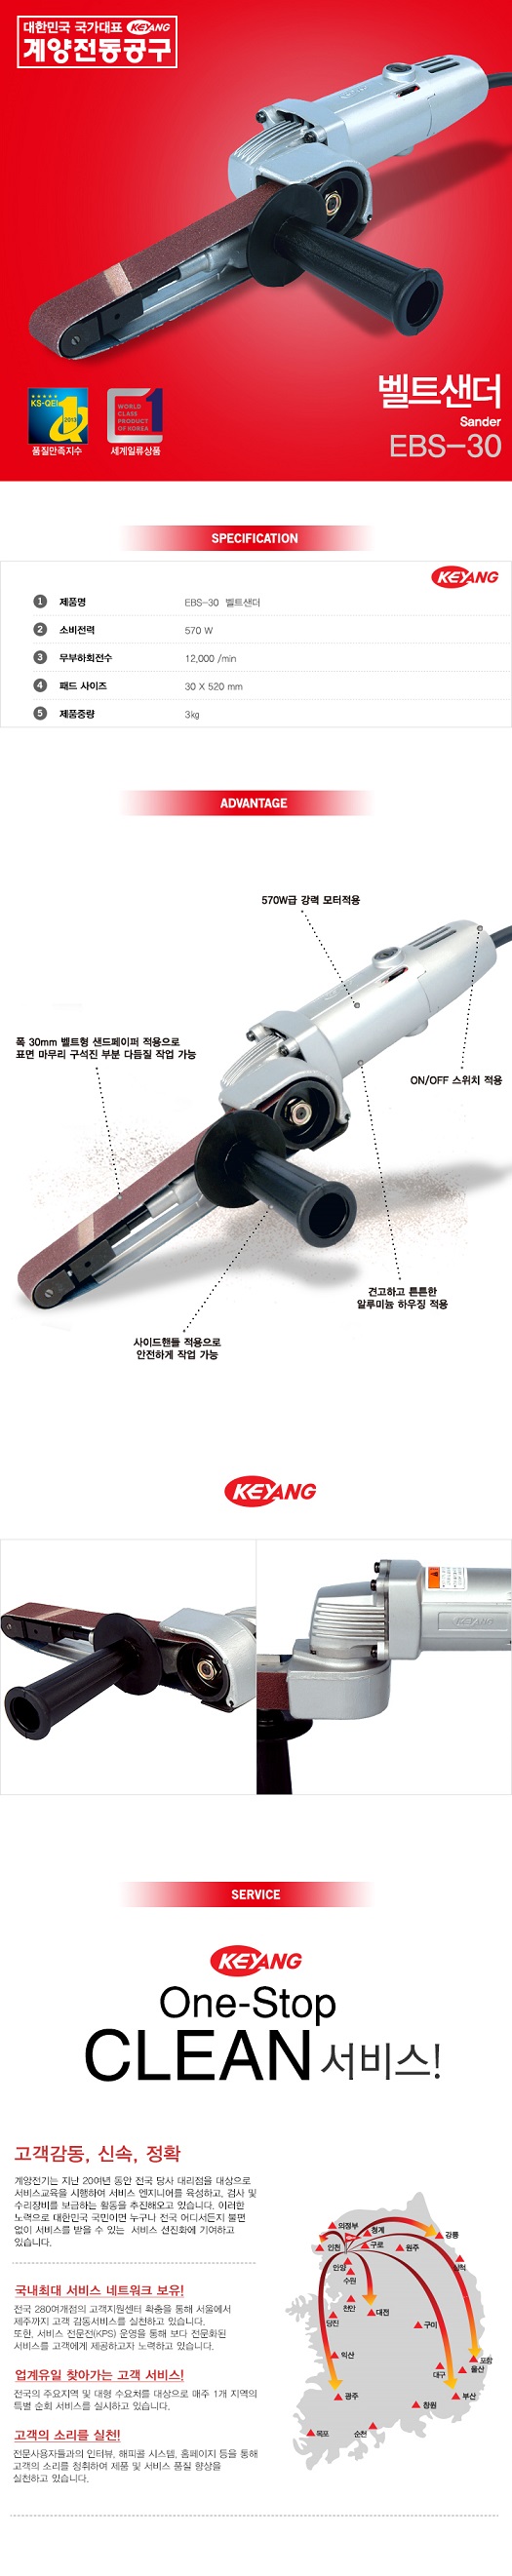 대한민국 국가대표 KEYANG
계양전동공구
KS-QEI
2013
품질만족지수
WORLD
CLASS
PRODUCT
OF KOREA
1
세계일류상품
벨트샌더
Sander
EBS-30
SPECIFICATION
KEYANG
1 제품명 EBS-30 벨트샌더
2 소비전력 570 W
3 무부하회전수 12,000 /min
4 패드 사이즈 30 X 520 mm
5 제품중량 3kg
ADVANTAGE
570W급 강력 모터적용
폭 30mm 벨트형 샌드페이퍼 적용으로
표면 마무리 구석진 부분 다듬질 작업 가능
ON/OFF 스위치 적용
견고하고 튼튼한
알루미늄 하우징 적용
사이드핸들 적용으로
안전하게 작업 가능
KEYANG
KEYANG
SERVICE
KEYANG
One-Stop
CLEAN 서비스!
고객감동, 신속, 정확
계양전기는 지난 20여년 동안 전국 당사 대리점을 대상으로
서비스교육을 시행하여 서비스 엔지니어를 육성하고, 검사 및
수리장비를 보급하는 활동을 추진해오고 있습니다. 이러한
노력으로 대한민국 국민이면 누구나 전국 어디서든지 불편
없이 서비스를 받을 수 있는 서비스 선진화에 기여하고
있습니다.
국내최대 서비스 네트워크 보유!
전국 280여개점의 고객지원센터 확충을 통해 서울에서
제주까지 고객 감동서비스를 실천하고 있습니다.
또한, 서비스 전문점(KPS) 운영을 통해 보다 전문화된
서비스를 고객에게 제공하고자 노력하고 있습니다.
업계유일 찾아가는 고객 서비스!
전국의 주요지역 및 대형 수요처를 대상으로 매주 1개 지역의
특별 순회 서비스를 실시하고 있습니다.
고객의 소리를 실천!
전문사용자들과의 인터뷰, 해피콜 시스템, 홈페이지 등을 통해
고객의 소리를 청취하여 제품 및 서비스 품질 향상을
실천하고 있습니다.
의정부
청계
강릉
인천
구로
원주
안양
삼척
수원
천안
대전
당진
구미
익산
포항
대구
울산
광주
부산
창원
목포
순천